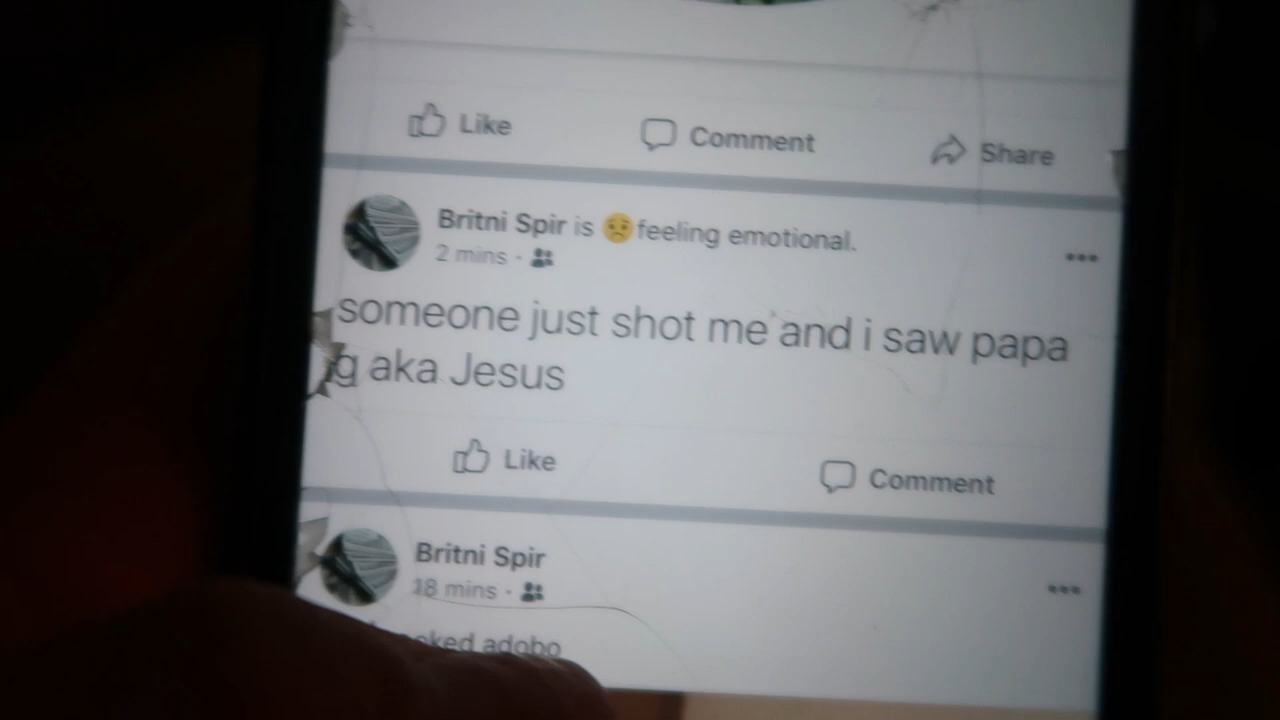 Like Comment Share
Britni Spir is 😟 feeling emotional.
2 mins ·
someone just shot me and i saw papa
g aka Jesus
Like Comment
Britni Spir
18 mins ·
adobo